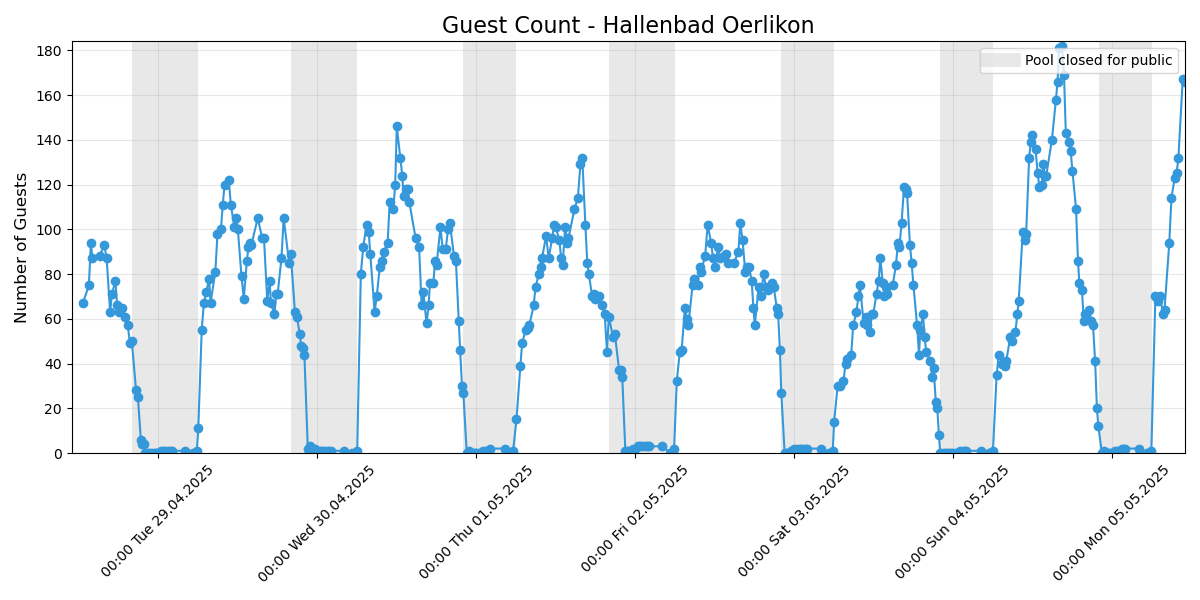 Guest Count - Hallenbad Oerlikon
Pool closed for public
Number of Guests
180
160
140
120
100
80
60
40
20
0
00:00 Tue 29.04.2025
00:00 Wed 30.04.2025
00:00 Thu 01.05.2025
00:00 Fri 02.05.2025
00:00 Sat 03.05.2025
00:00 Sun 04.05.2025
00:00 Mon 05.05.2025